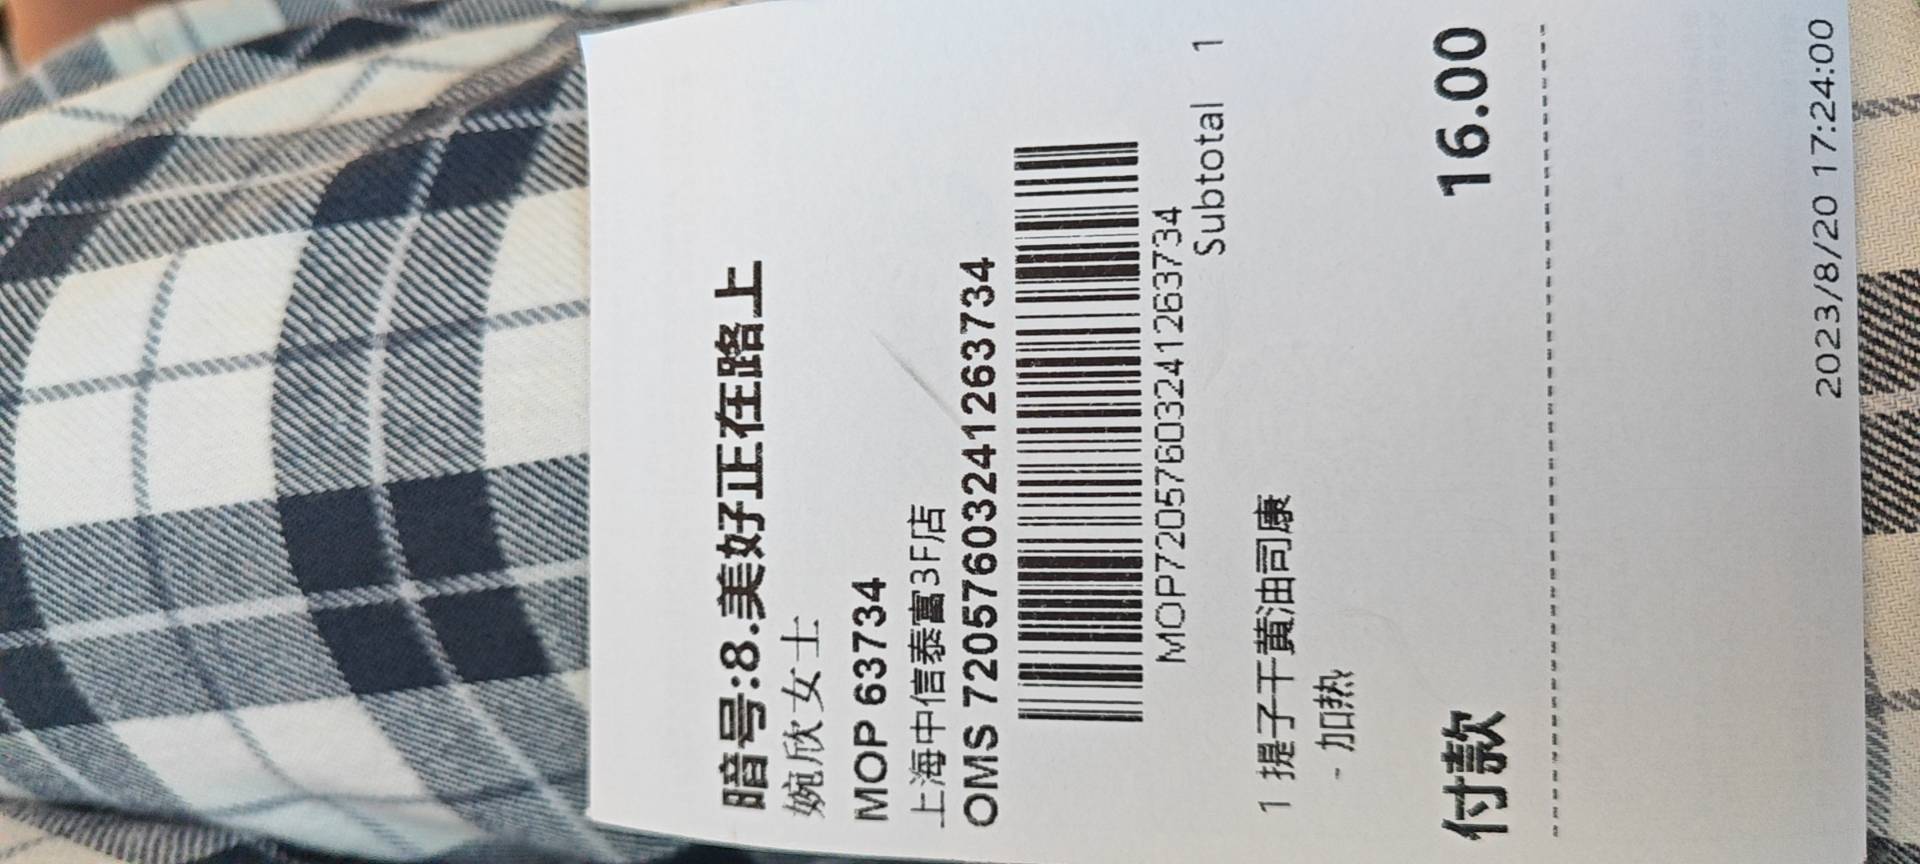 暗号:8.美好正在路上
婉欣女士
MOP 63734
上海中信泰富3F店
OMS 7205760324126​3734
MOP72057603241263734
Subtotal 1
1 提子干黄油司康
- 加热
付款 16.00
2023/8/20 17:24:00